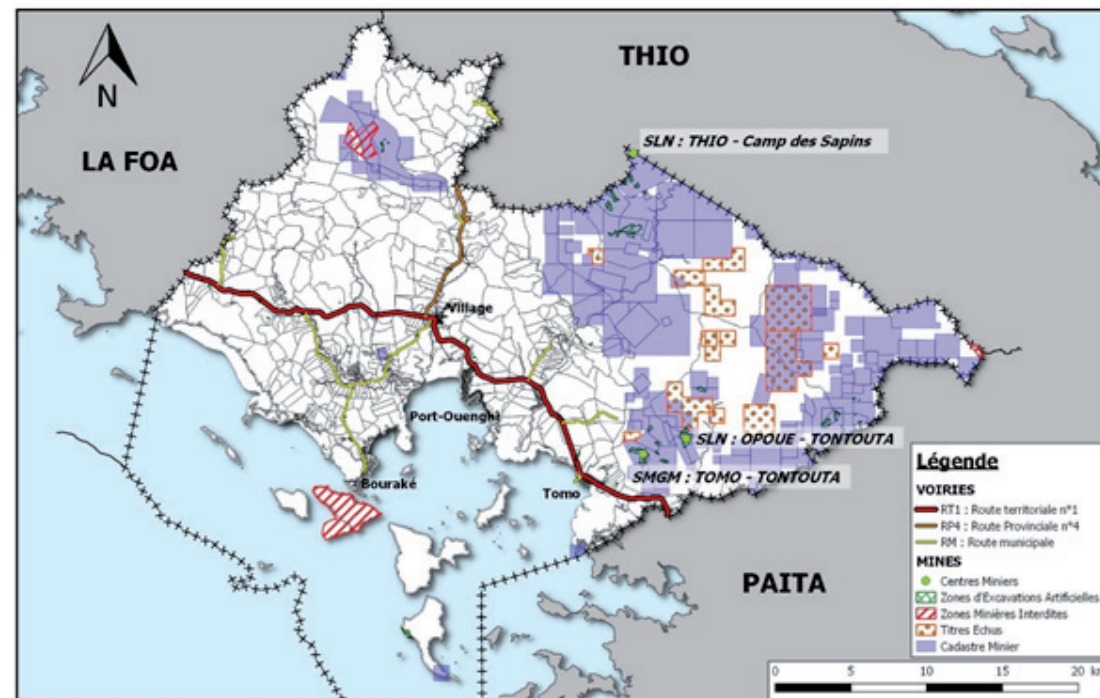 THIO
N
LA FOA
SLN : THIO - Camp des Sapins
Village
Port-Ouenghi
SLN : OPOUE - TONTOUTA
SMGM : TOMO - TONTOUTA
Bouraké
Tomo
PAITA
Légende
VOIRIES
RT1 : Route territoriale n°1
RP4 : Route Provinciale n°4
RM : Route municipale
MINES
Centres Miniers
Zones d'Excavations Artificielles
Zones Minières Interdites
Titres Echus
Cadastre Minier
0 5 10 15 20 km